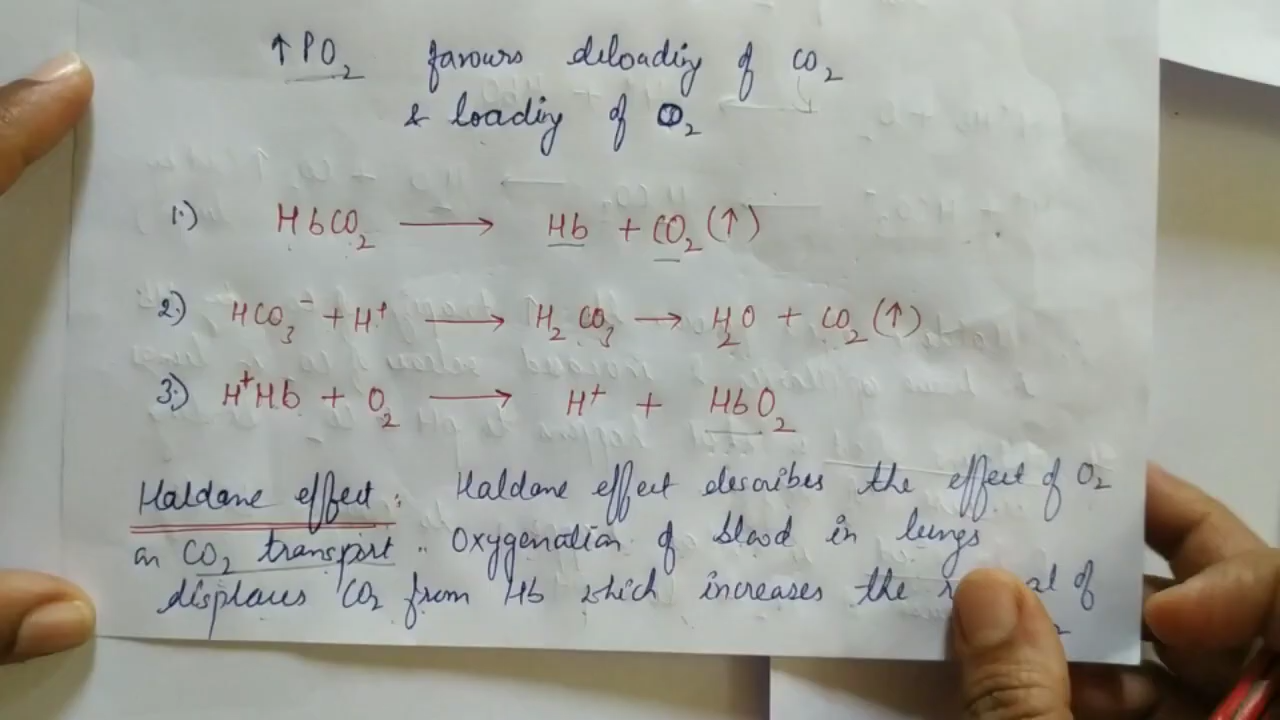 ↑ PO₂ favours deloading of CO₂
& loading of O₂
1.) HbCO₂ ⟶ Hb + CO₂ (↑)
2.) HCO₃⁻ + H⁺ ⟶ H₂CO₃ ⟶ H₂O + CO₂ (↑)
3.) H⁺Hb + O₂ ⟶ H⁺ + HbO₂
Haldane effect : Haldane effect describes the effect of O₂
on CO₂ transport. Oxygenation of blood in lungs
displaces CO₂ from Hb which increases the of